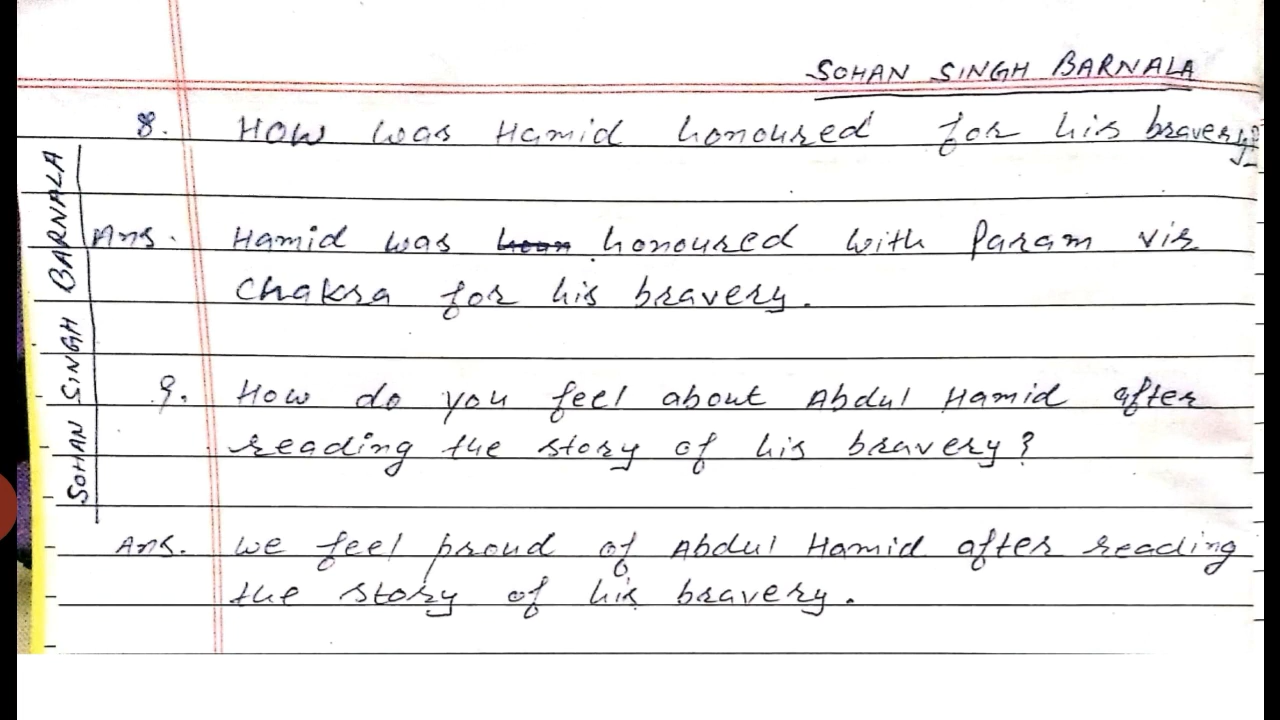 SOHAN SINGH BARNALA
8. How was Hamid honoured for his bravery?
Ans. Hamid was honoured with Param vir
Chakra for his bravery.
9. How do you feel about Abdul Hamid after
reading the story of his bravery?
Ans. We feel proud of Abdul Hamid after reading
the story of his bravery.
SOHAN SINGH BARNALA